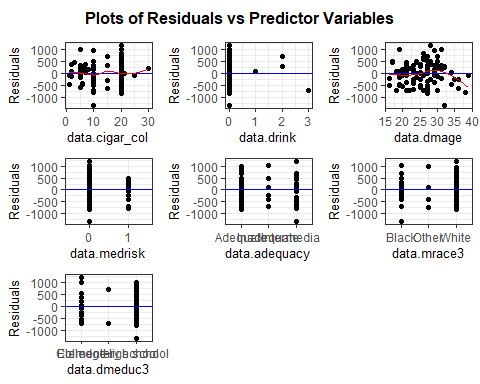 Plots of Residuals vs Predictor Variables
Residuals
1000
500
0
-500
-1000
0 10 20 30
data.cigar_col
Residuals
1000
500
0
-500
-1000
0 1 2 3
data.drink
Residuals
1000
500
0
-500
-1000
15 20 25 30 35 40
data.dmage
Residuals
1000
500
0
-500
-1000
0 1
data.medrisk
Residuals
1000
500
0
-500
-1000
data.adequacy
Residuals
1000
500
0
-500
-1000
Black Other White
data.mrace3
Residuals
1000
500
0
-500
-1000
data.dmeduc3